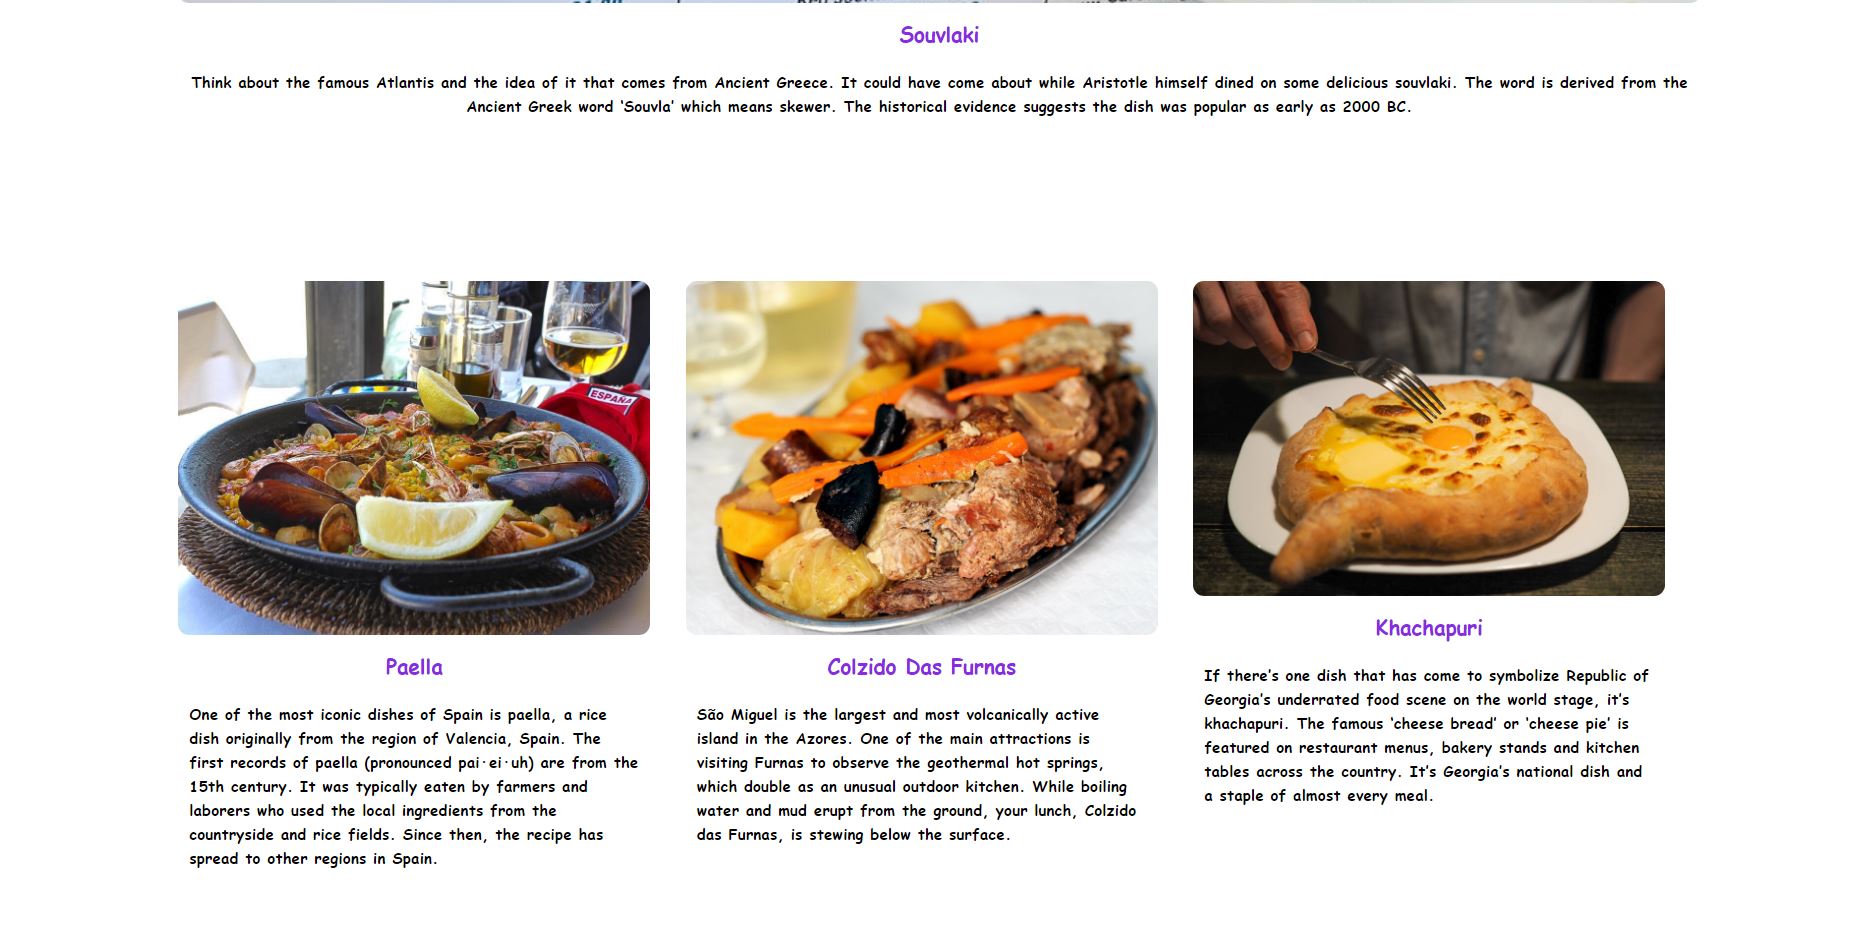 Souvlaki
Think about the famous Atlantis and the idea of it that comes from Ancient Greece. It could have come about while Aristotle himself dined on some delicious souvlaki. The word is derived from the
Ancient Greek word ‘Souvla’ which means skewer. The historical evidence suggests the dish was popular as early as 2000 BC.
ESPAÑA
Paella
One of the most iconic dishes of Spain is paella, a rice
dish originally from the region of Valencia, Spain. The
first records of paella (pronounced pai·ei·uh) are from the
15th century. It was typically eaten by farmers and
laborers who used the local ingredients from the
countryside and rice fields. Since then, the recipe has
spread to other regions in Spain.
Colzido Das Furnas
São Miguel is the largest and most volcanically active
island in the Azores. One of the main attractions is
visiting Furnas to observe the geothermal hot springs,
which double as an unusual outdoor kitchen. While boiling
water and mud erupt from the ground, your lunch, Colzido
das Furnas, is stewing below the surface.
Khachapuri
If there’s one dish that has come to symbolize Republic of
Georgia’s underrated food scene on the world stage, it’s
khachapuri. The famous ‘cheese bread’ or ‘cheese pie’ is
featured on restaurant menus, bakery stands and kitchen
tables across the country. It’s Georgia’s national dish and
a staple of almost every meal.